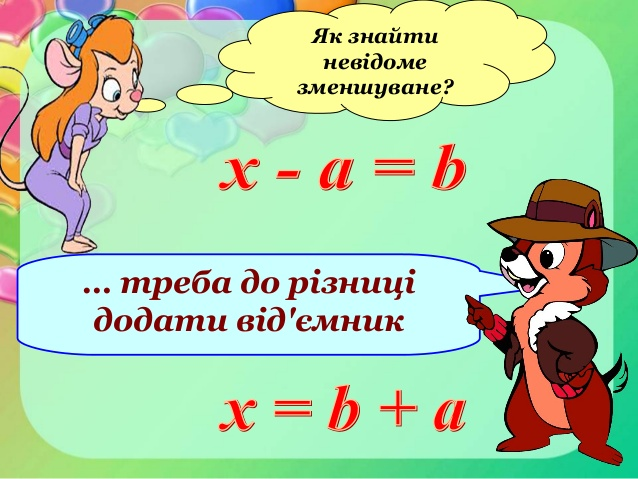 Як знайти
невідоме
зменшуване?
x - a = b
... треба до різниці
додати від'ємник
x = b + a